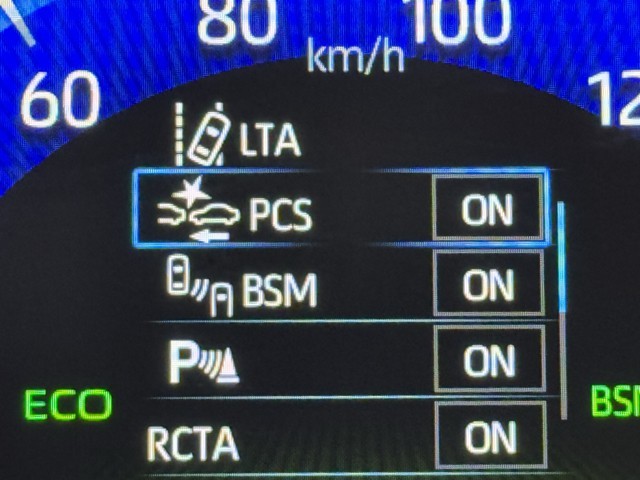 80 100
km/h
60
LTA
PCS ON
BSM ON
P ON
ECO
RCTA ON